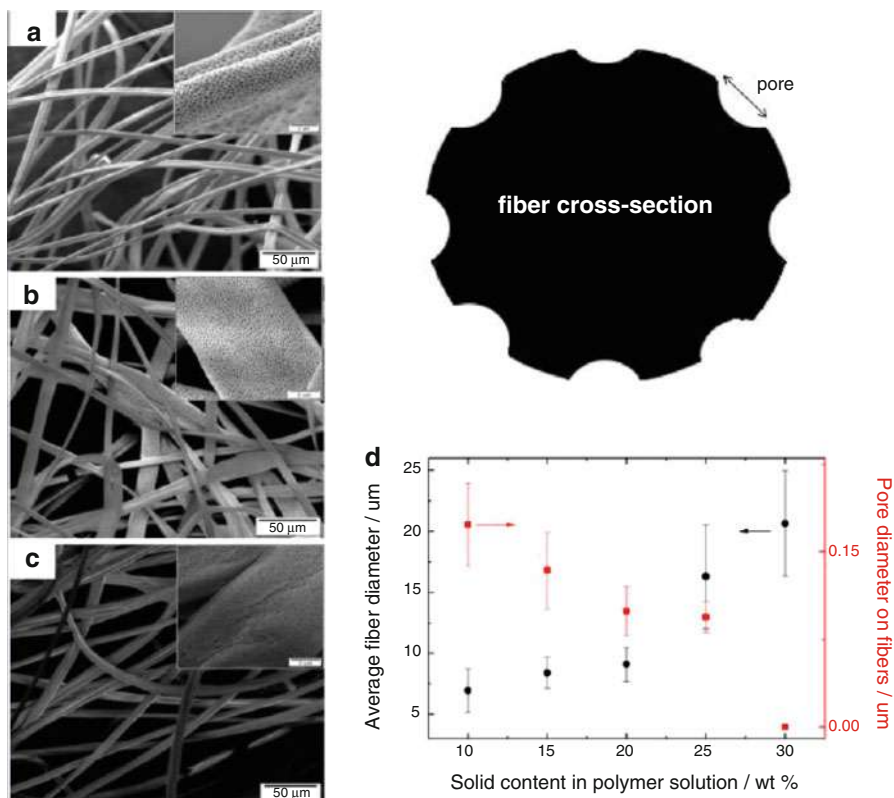 a
50 μm
b
50 μm
c
50 μm
pore
fiber cross-section
d
Average fiber diameter / um
25
20
15
10
5
10 15 20 25 30
Solid content in polymer solution / wt %
0.15
0.00
Pore diameter on fibers / um